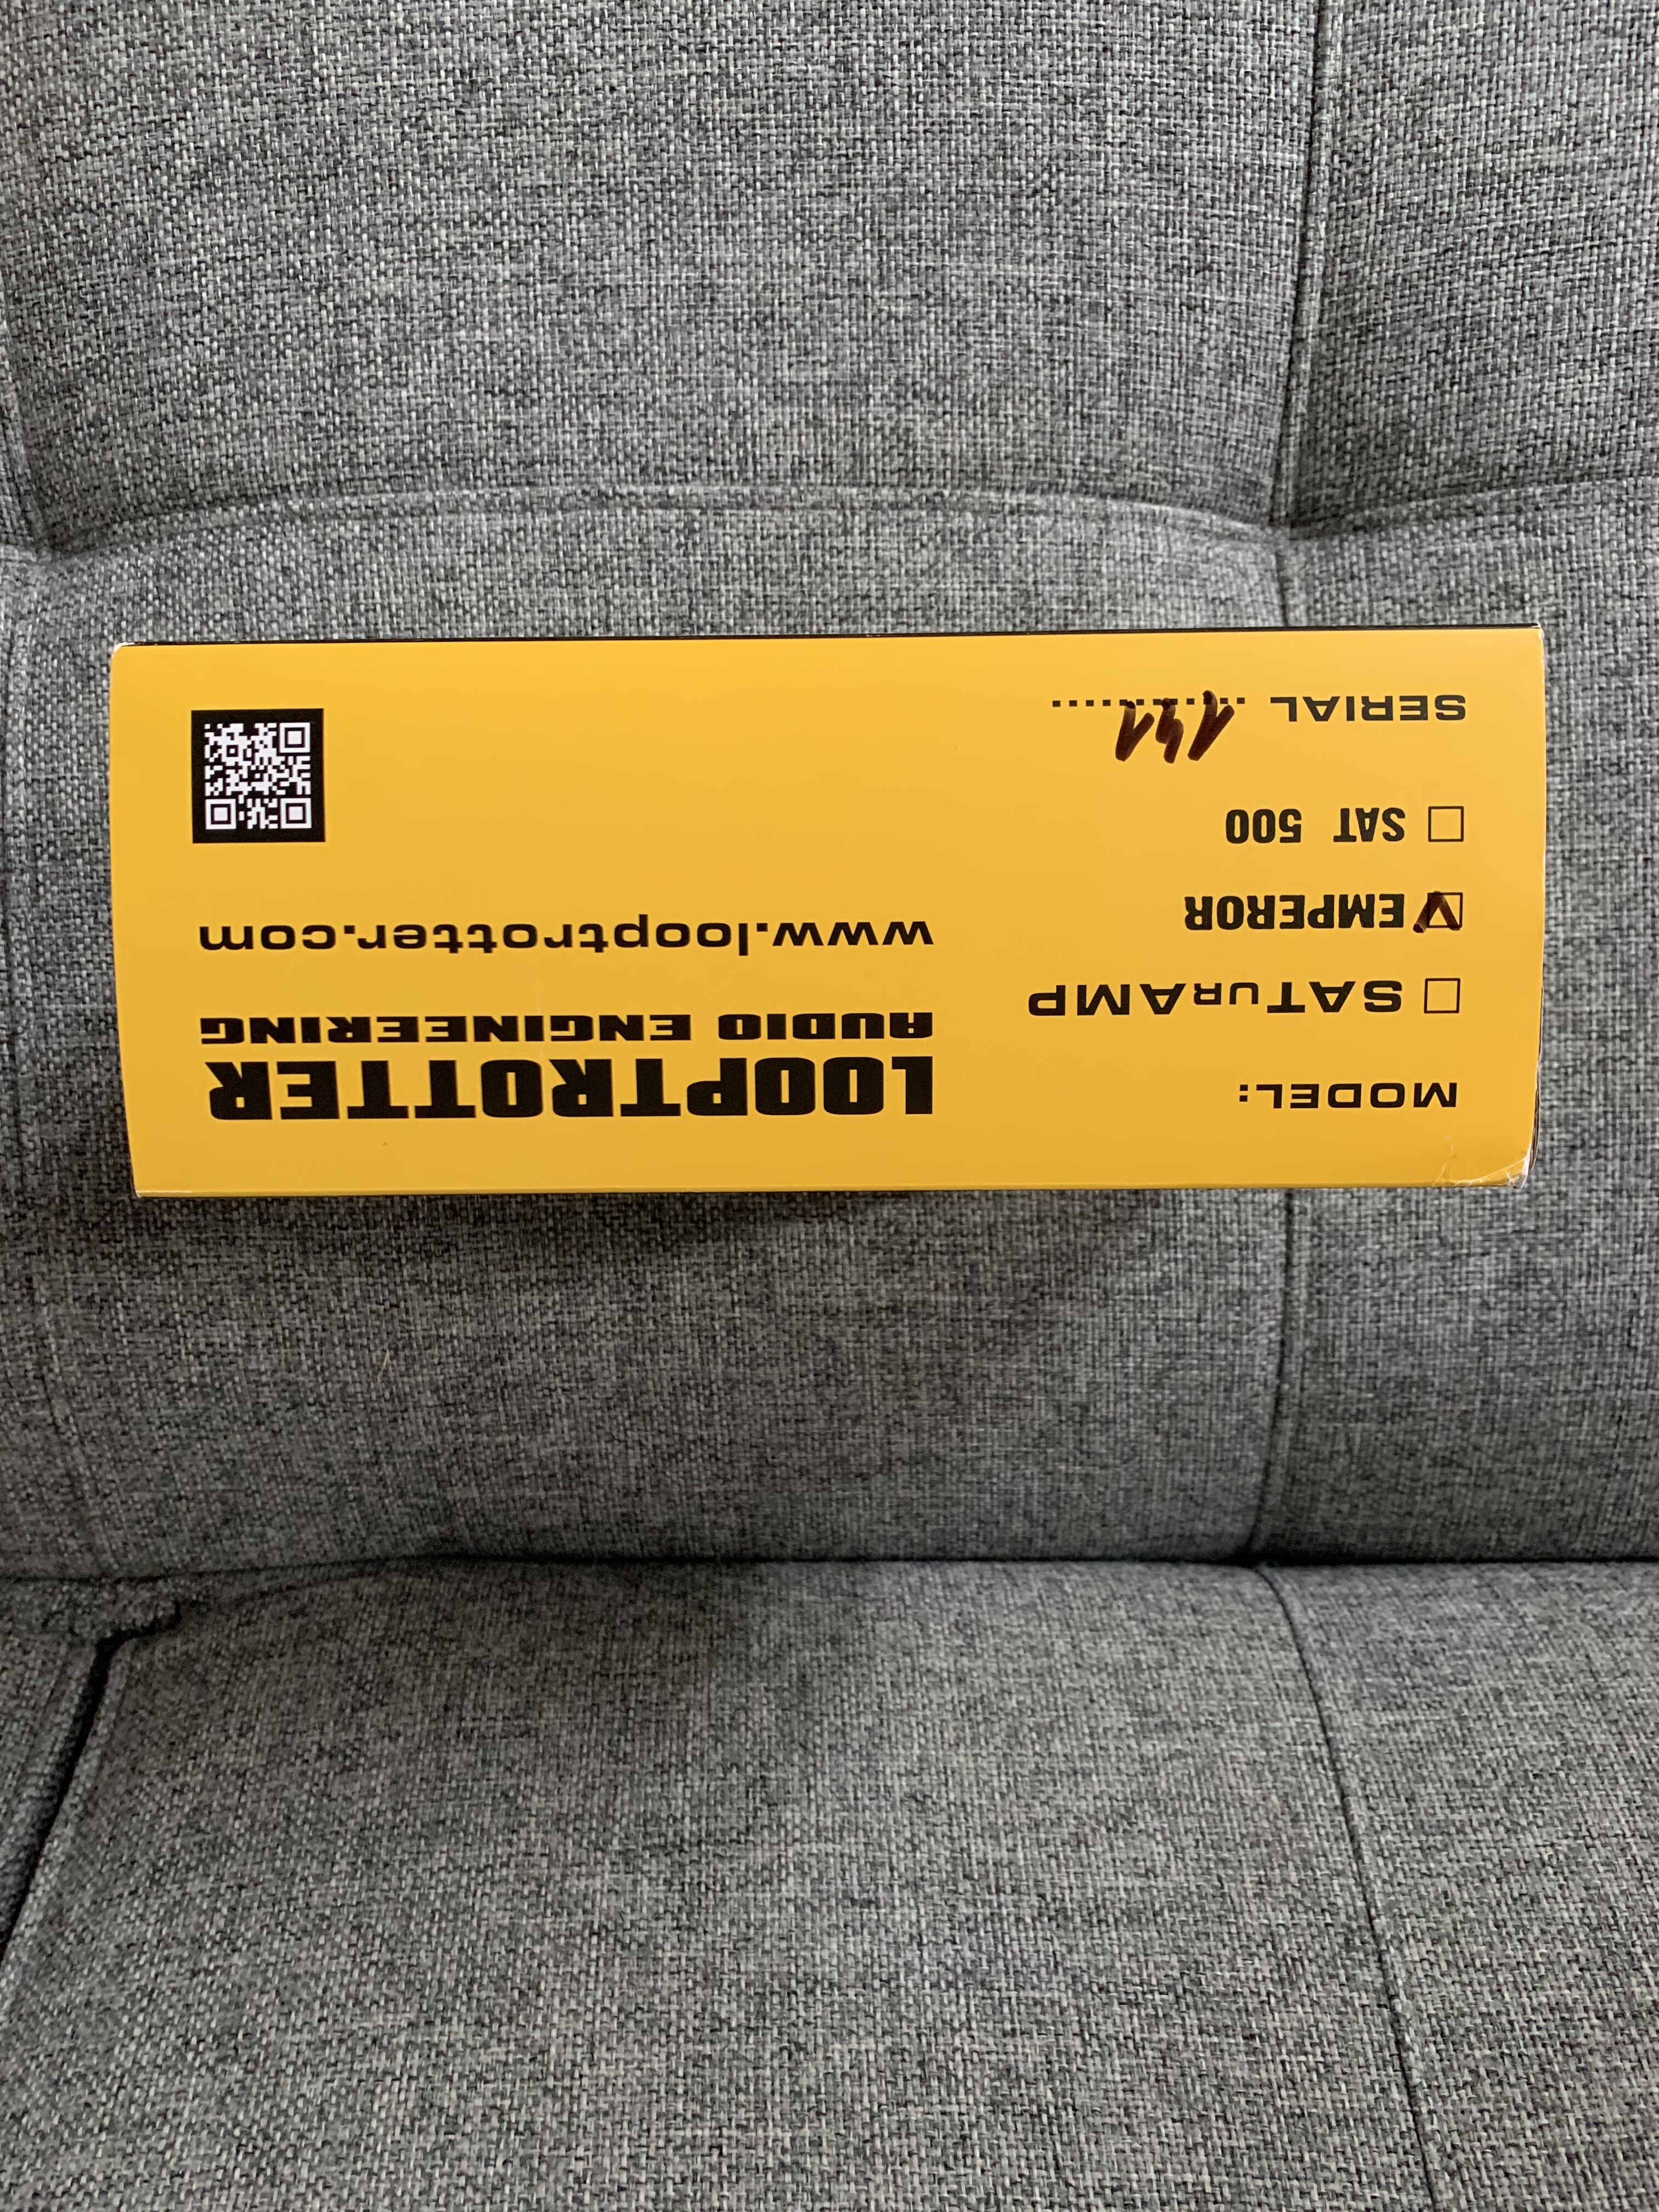 MODEL:
☐ SATuRAMP
☑ EMPEROR
☐ SAT 500
SERIAL 141
LOOPTROTTER
AUDIO ENGINEERING
www.looptrotter.com